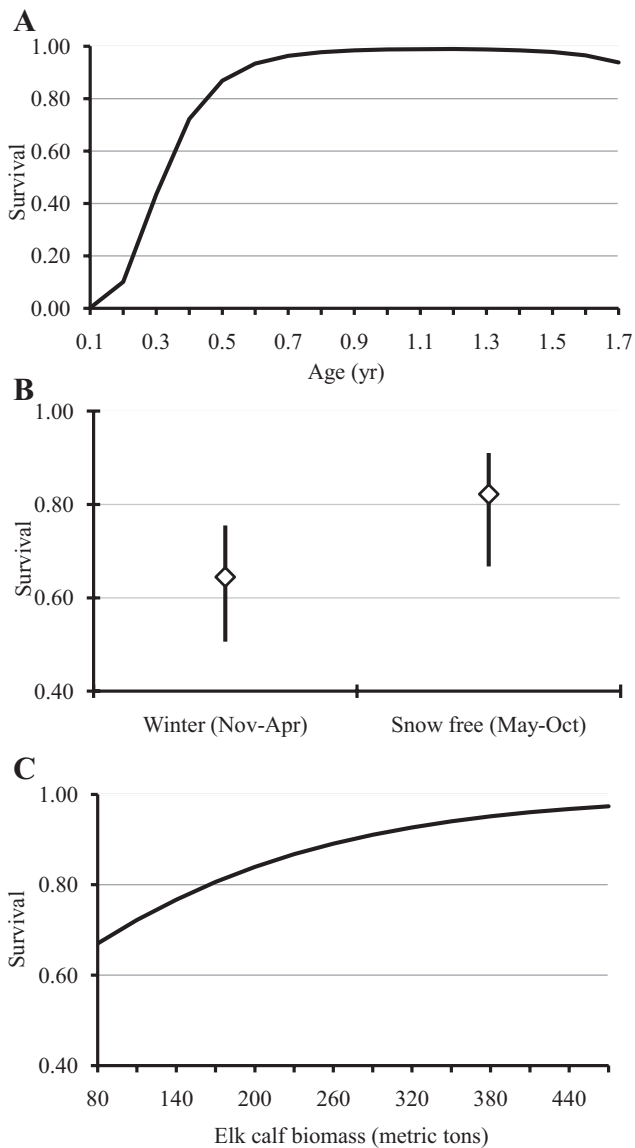 A
1.00
0.80
0.60
0.40
0.20
0.00
Survival
0.1 0.3 0.5 0.7 0.9 1.1 1.3 1.5 1.7
Age (yr)
B
1.00
0.80
0.60
0.40
Survival
Winter (Nov-Apr) Snow free (May-Oct)
C
1.00
0.80
0.60
0.40
Survival
80 140 200 260 320 380 440
Elk calf biomass (metric tons)